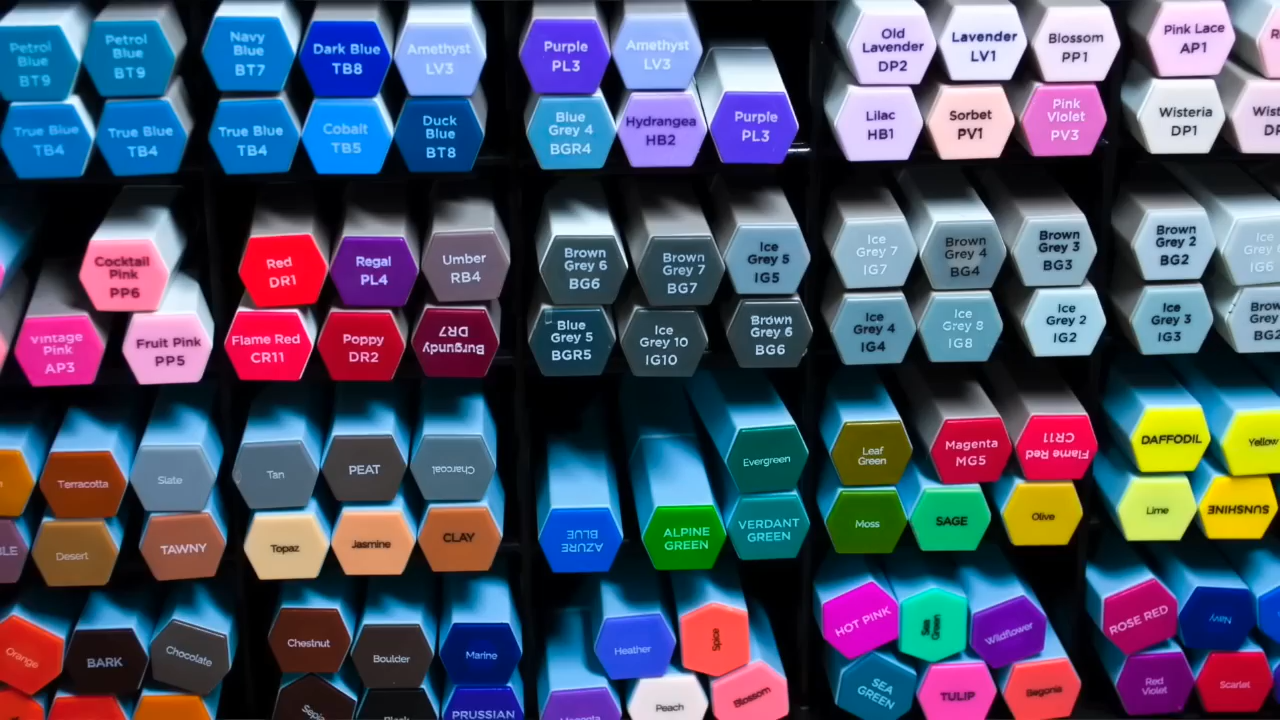 Petrol
Blue
BT9
Petrol
Blue
BT9
Navy
Blue
BT7
Dark Blue
TB8
Amethyst
LV3
Purple
PL3
Amethyst
LV3
Old
Lavender
DP2
Lavender
LV1
Blossom
PP1
Pink Lace
AP1
True Blue
TB4
True Blue
TB4
True Blue
TB4
Cobalt
TB5
Duck
Blue
BT8
Blue
Grey 4
BGR4
Hydrangea
HB2
Purple
PL3
Lilac
HB1
Sorbet
PV1
Pink
Violet
PV3
Wisteria
DP1
Cocktail
Pink
PP6
Red
DR1
Regal
PL4
Umber
RB4
Brown
Grey 6
BG6
Brown
Grey 7
BG7
Ice
Grey 5
IG5
Ice
Grey 7
IG7
Brown
Grey 4
BG4
Brown
Grey 3
BG3
Brown
Grey 2
BG2
Ice
Grey
IG6
Vintage
Pink
AP3
Fruit Pink
PP5
Flame Red
CR11
Poppy
DR2
Burgundy
DR7
Blue
Grey 5
BGR5
Ice
Grey 10
IG10
Brown
Grey 6
BG6
Ice
Grey 4
IG4
Ice
Grey 8
IG8
Ice
Grey 2
IG2
Ice
Grey 3
IG3
Terracotta
Slate
Tan
PEAT
Charcoal
Evergreen
Leaf
Green
Magenta
MG5
Flame Red
CR11
DAFFODIL
Yellow
Desert
TAWNY
Topaz
Jasmine
CLAY
AZURE
BLUE
ALPINE
GREEN
VERDANT
GREEN
Moss
SAGE
Olive
Lime
SUNSHINE
Orange
BARK
Chocolate
Chestnut
Boulder
Marine
Heather
Spice
HOT PINK
Sea
Green
Wildflower
ROSE RED
Navy
Sepia
Black
PRUSSIAN
Magenta
Peach
Blossom
SEA
GREEN
TULIP
Begonia
Red
Violet
Scarlet